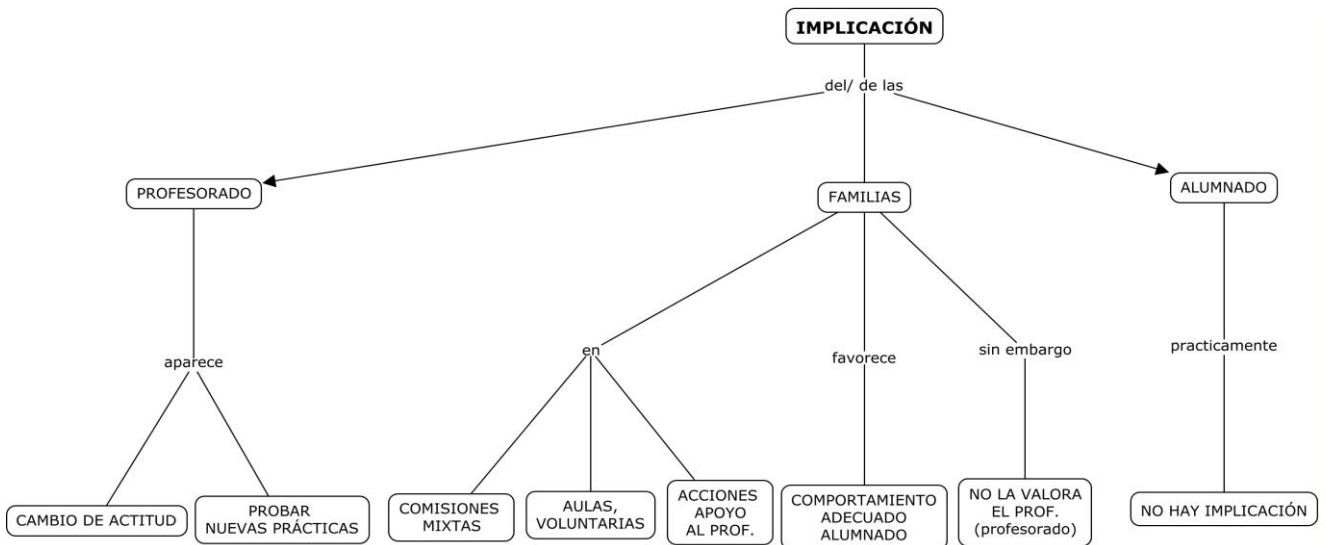 IMPLICACIÓN
del/ de las
PROFESORADO
FAMILIAS
ALUMNADO
aparece
en
favorece
sin embargo
practicamente
CAMBIO DE ACTITUD
PROBAR
NUEVAS PRÁCTICAS
COMISIONES
MIXTAS
AULAS,
VOLUNTARIAS
ACCIONES
APOYO
AL PROF.
COMPORTAMIENTO
ADECUADO
ALUMNADO
NO LA VALORA
EL PROF.
(profesorado)
NO HAY IMPLICACIÓN